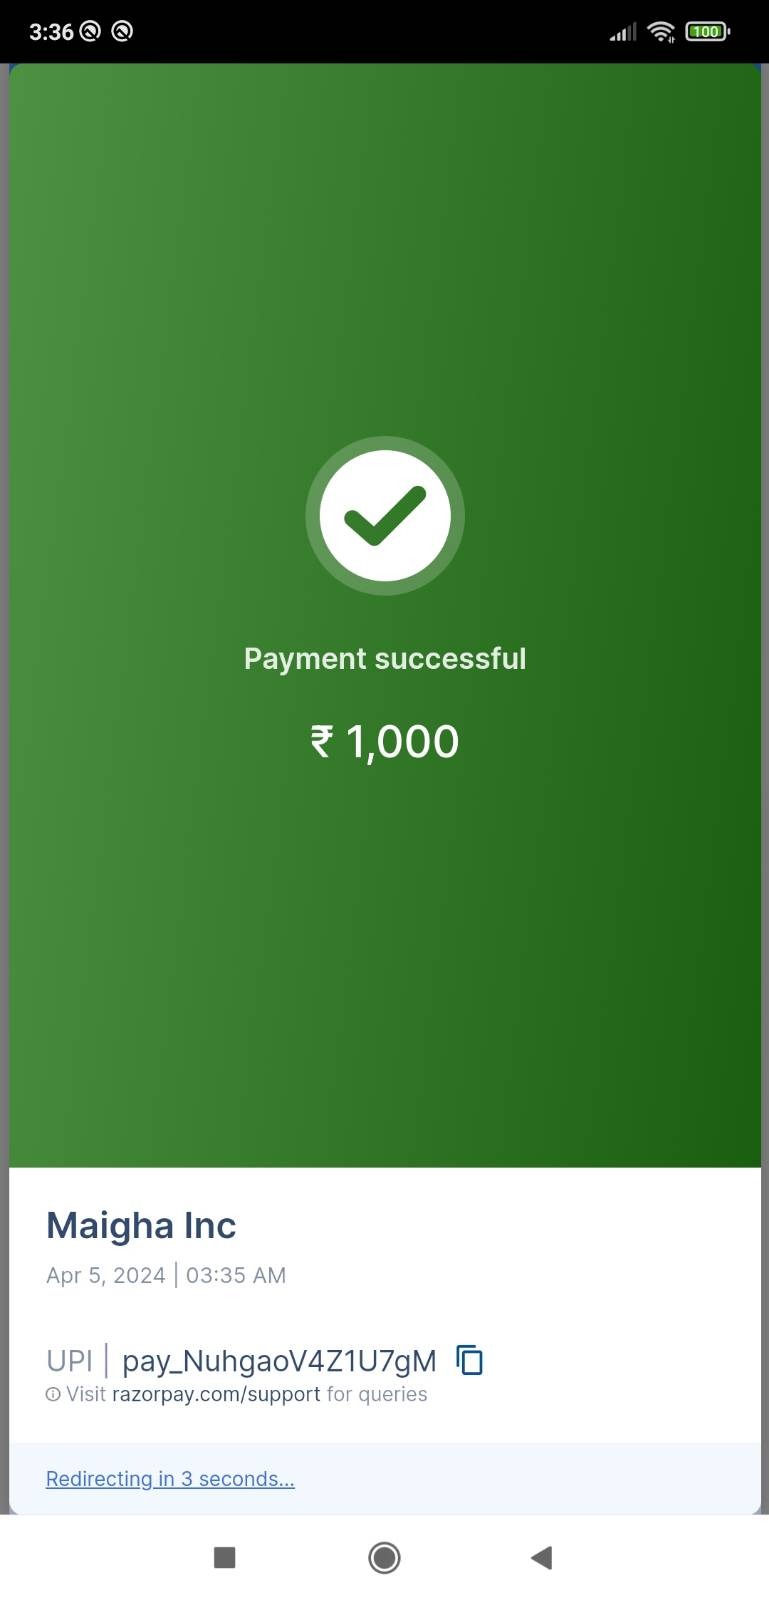 3:36
100
Payment successful
₹ 1,000
Maigha Inc
Apr 5, 2024 | 03:35 AM
UPI | pay_NuhgaoV4Z1U7gM
Visit razorpay.com/support for queries
Redirecting in 3 seconds...